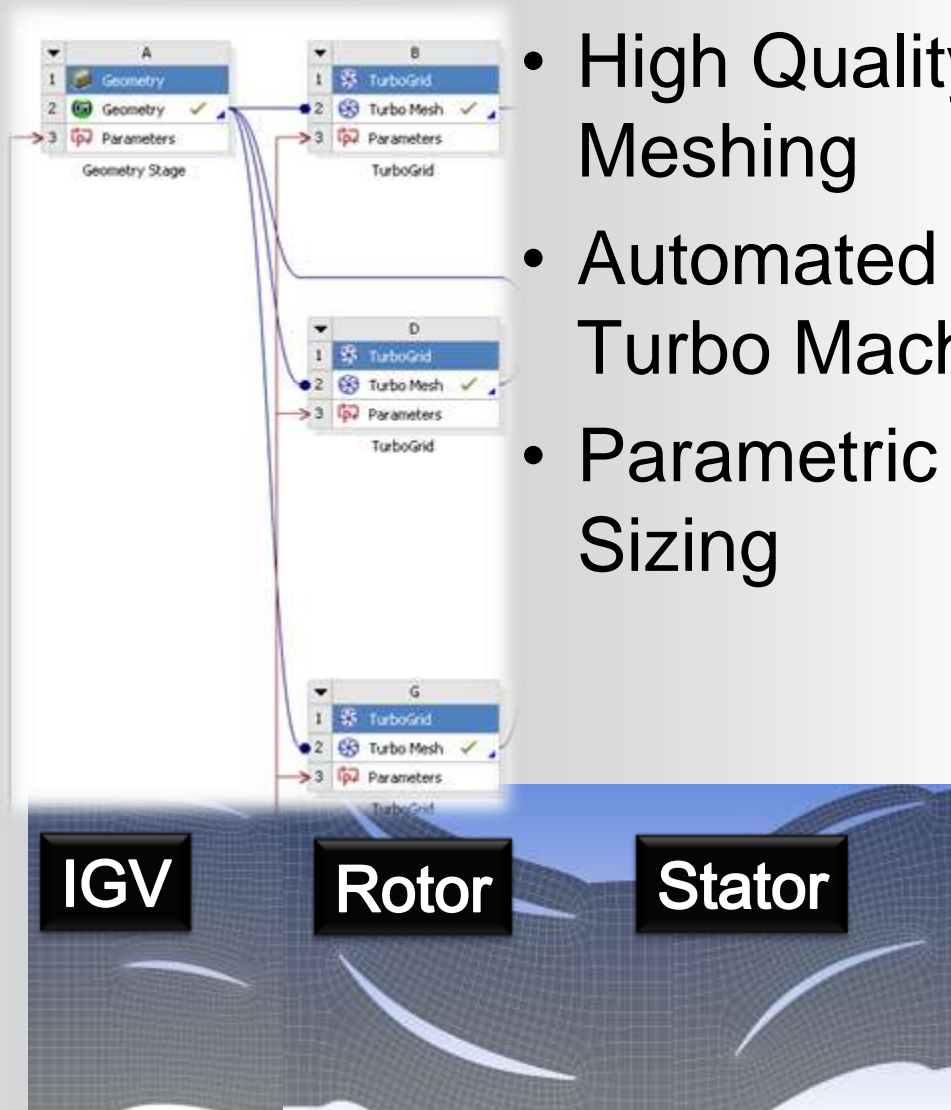 A
1 Geometry
2 Geometry
3 Parameters
Geometry Stage
B
1 TurboGrid
2 Turbo Mesh
3 Parameters
TurboGrid
D
1 TurboGrid
2 Turbo Mesh
3 Parameters
TurboGrid
G
1 TurboGrid
2 Turbo Mesh
3 Parameters
TurboGrid
• High Quality
Meshing
• Automated
Turbo Mach
• Parametric
Sizing
IGV
Rotor
Stator